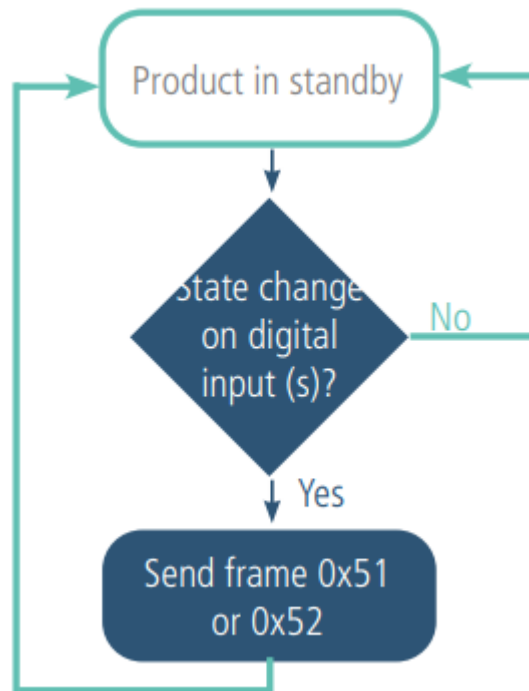 Product in standby
State change
on digital
input (s)?
No
Yes
Send frame 0x51
or 0x52